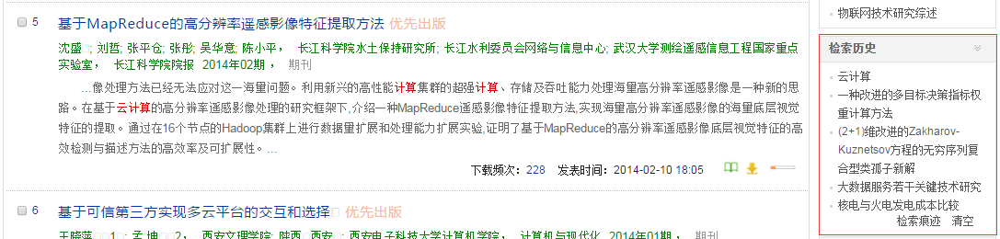 5 基于MapReduce的高分辨率遥感影像特征提取方法 优先出版
沈盛; 刘哲; 张平仓; 张彤; 吴华意; 陈小平, 长江科学院水土保持研究所; 长江水利委员会网络与信息中心; 武汉大学测绘遥感信息工程国家重点
实验室, 长江科学院院报 2014年02期 , 期刊
…像处理方法已经无法应对这一海量问题。利用新兴的高性能计算集群的超强计算、存储及吞吐能力处理海量高分辨率遥感影像是一种新的思
路。在基于云计算的高分辨率遥感影像处理的研究框架下,介绍一种MapReduce遥感影像特征提取方法,实现海量高分辨率遥感影像的海量底层视觉
特征的提取。通过在16个节点的Hadoop集群上进行数据量扩展和处理能力扩展实验,证明了基于MapReduce的高分辨率遥感影像底层视觉特征的高
效检测与描述方法的高效率及可扩展性。…
下载频次：228 发表时间：2014-02-10 18:05
6 基于可信第三方实现多云平台的交互和选择 优先出版
王晓萍1; 孟坤2, 西安文理学院; 陕西西安; 西安电子科技大学计算机学院, 计算机与现代化 2014年01期 , 期刊
物联网技术研究综述
检索历史
云计算
一种改进的多目标决策指标权
重计算方法
(2+1)维改进的Zakharov-
Kuznetsov方程的无穷序列复
合型类孤子新解
大数据服务若干关键技术研究
核电与火电发电成本比较
检索痕迹 清空